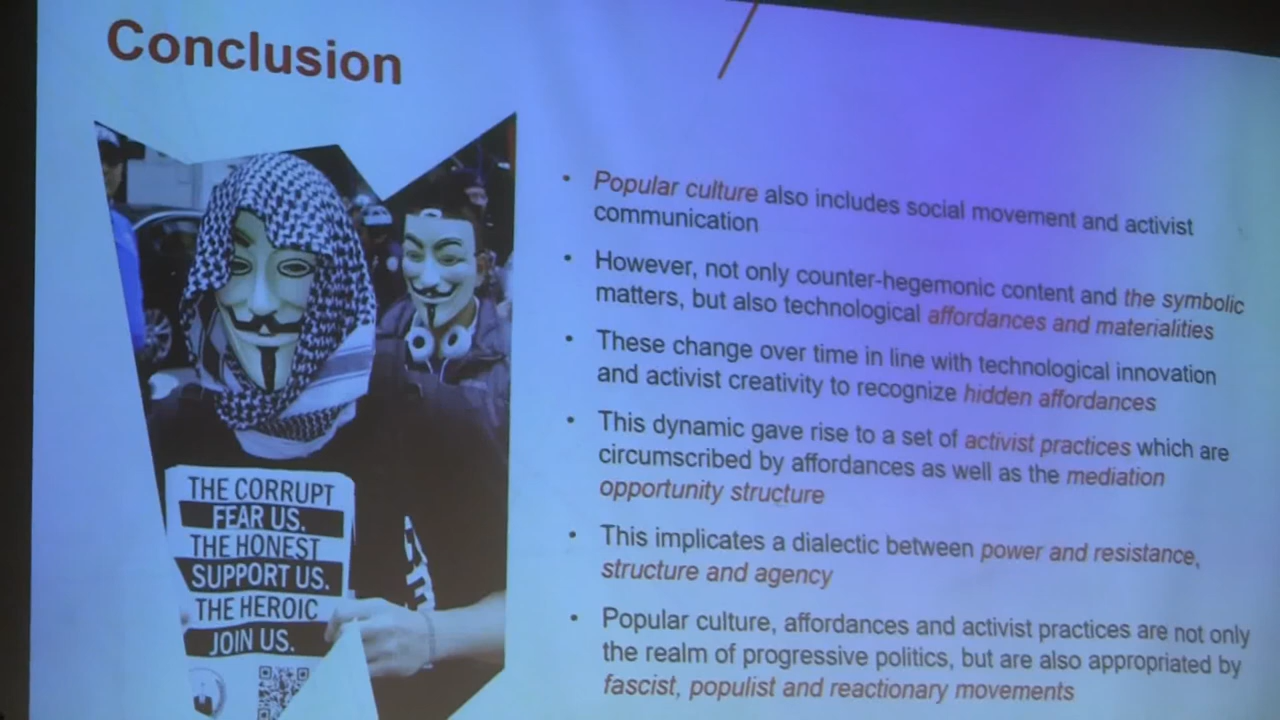 Conclusion
Popular culture also includes social movement and activist
communication
However, not only counter-hegemonic content and the symbolic
matters, but also technological affordances and materialities
These change over time in line with technological innovation
and activist creativity to recognize hidden affordances
This dynamic gave rise to a set of activist practices which are
circumscribed by affordances as well as the mediation
opportunity structure
This implicates a dialectic between power and resistance,
structure and agency
Popular culture, affordances and activist practices are not only
the realm of progressive politics, but are also appropriated by
fascist, populist and reactionary movements
THE CORRUPT
FEAR US.
THE HONEST
SUPPORT US.
THE HEROIC
JOIN US.